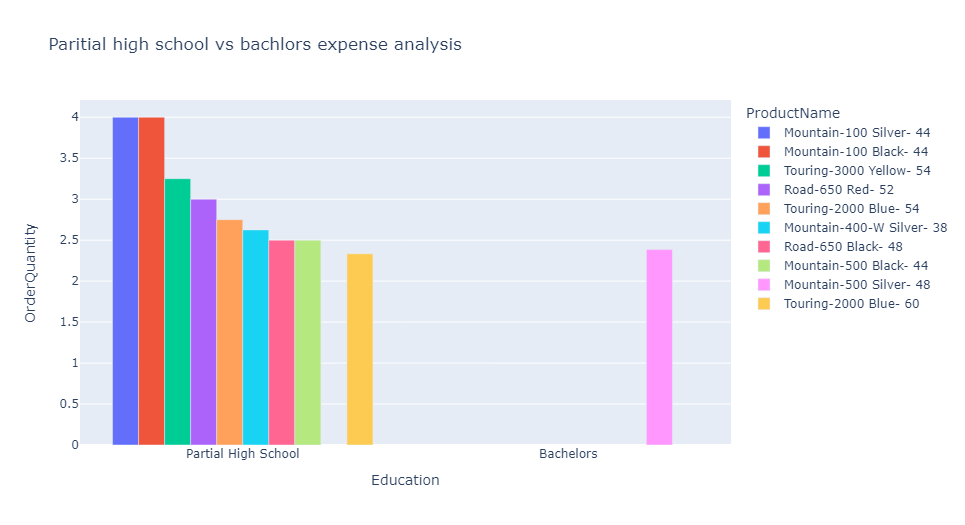 Paritial high school vs bachlors expense analysis
ProductName
Mountain-100 Silver- 44
Mountain-100 Black- 44
Touring-3000 Yellow- 54
Road-650 Red- 52
Touring-2000 Blue- 54
Mountain-400-W Silver- 38
Road-650 Black- 48
Mountain-500 Black- 44
Mountain-500 Silver- 48
Touring-2000 Blue- 60
OrderQuantity
4
3.5
3
2.5
2
1.5
1
0.5
0
Partial High School
Bachelors
Education